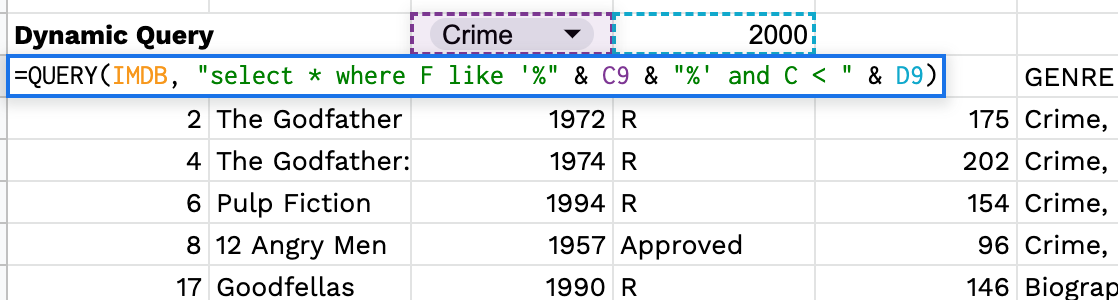 Dynamic Query Crime 2000
=QUERY(IMDB, "select * where F like '%" & C9 & "%' and C < " & D9) GENRE
2 The Godfather 1972 R 175 Crime,
4 The Godfather: 1974 R 202 Crime,
6 Pulp Fiction 1994 R 154 Crime,
8 12 Angry Men 1957 Approved 96 Crime,
17 Goodfellas 1990 R 146 Biograp